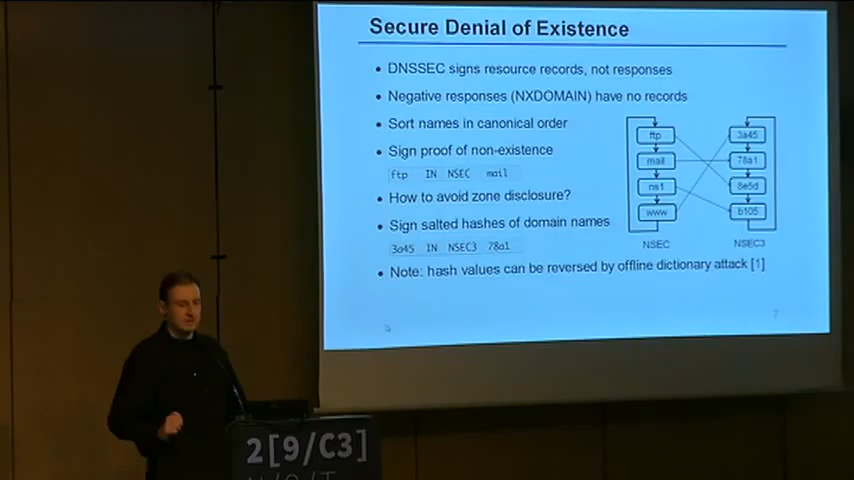 Secure Denial of Existence
• DNSSEC signs resource records, not responses
• Negative responses (NXDOMAIN) have no records
• Sort names in canonical order
• Sign proof of non-existence
ftp IN NSEC mail
• How to avoid zone disclosure?
• Sign salted hashes of domain names
3a45 IN NSEC3 78a1
• Note: hash values can be reversed by offline dictionary attack [1]
ftp
mail
ns1
www
NSEC
3a45
78a1
8e5d
b105
NSEC3
7
2[9/C3]